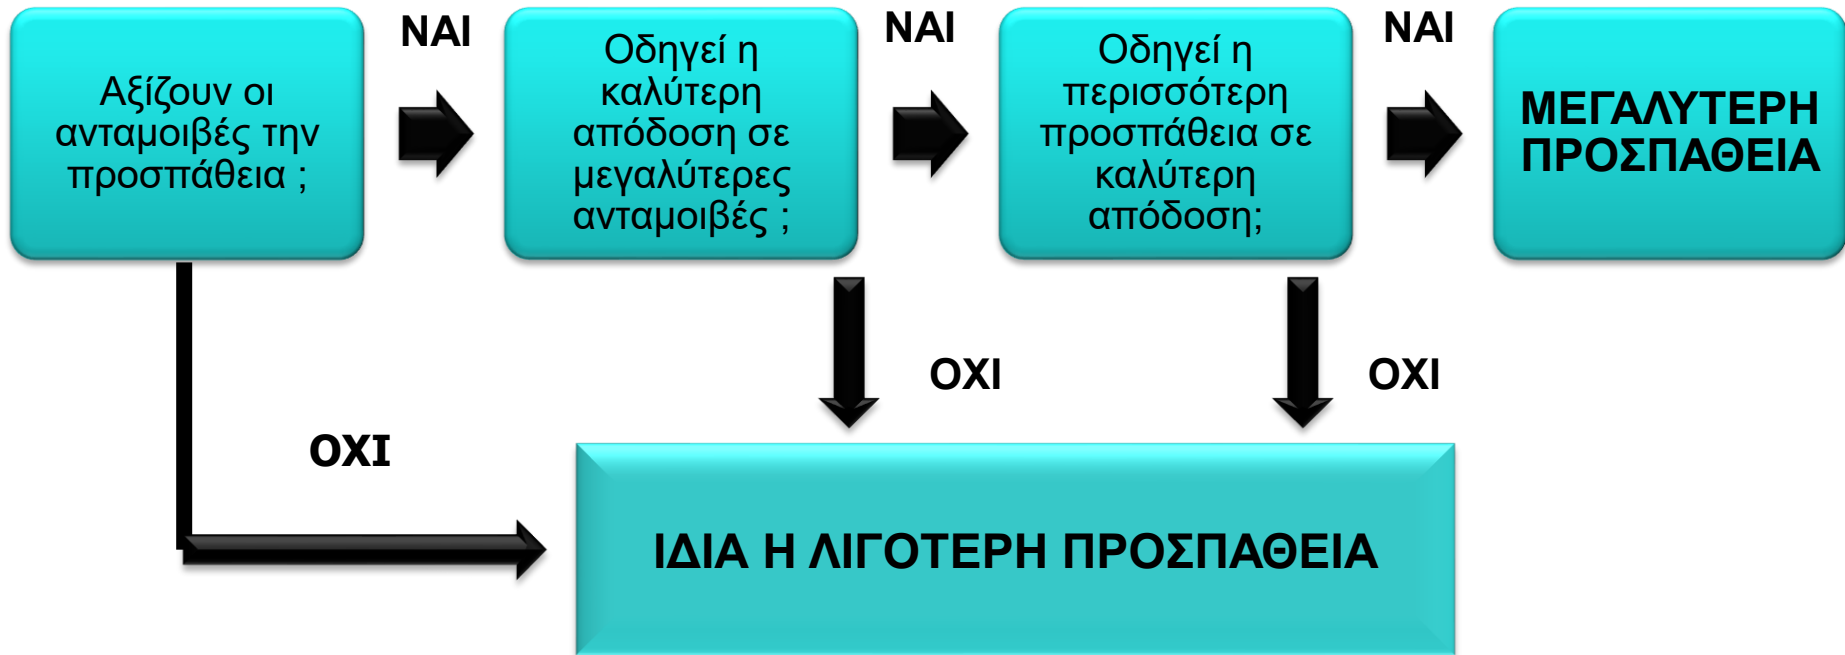 Αξίζουν οι
ανταμοιβές την
προσπάθεια ;
ΝΑΙ
Οδηγεί η
καλύτερη
απόδοση σε
μεγαλύτερες
ανταμοιβές ;
ΝΑΙ
Οδηγεί η
περισσότερη
προσπάθεια σε
καλύτερη
απόδοση;
ΝΑΙ
ΜΕΓΑΛΥΤΕΡΗ
ΠΡΟΣΠΑΘΕΙΑ
ΟΧΙ
ΟΧΙ
ΟΧΙ
ΙΔΙΑ Η ΛΙΓΟΤΕΡΗ ΠΡΟΣΠΑΘΕΙΑ